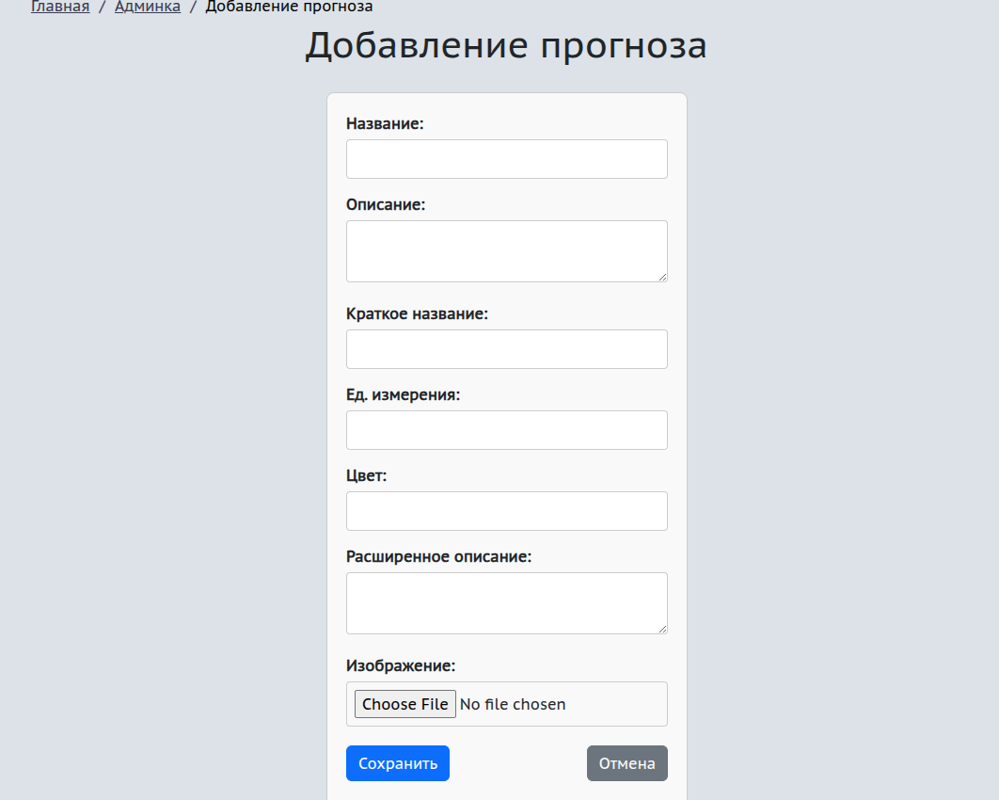 Главная / Админка / Добавление прогноза
Добавление прогноза
Название:
Описание:
Краткое название:
Ед. измерения:
Цвет:
Расширенное описание:
Изображение:
Choose File No file chosen
Сохранить Отмена